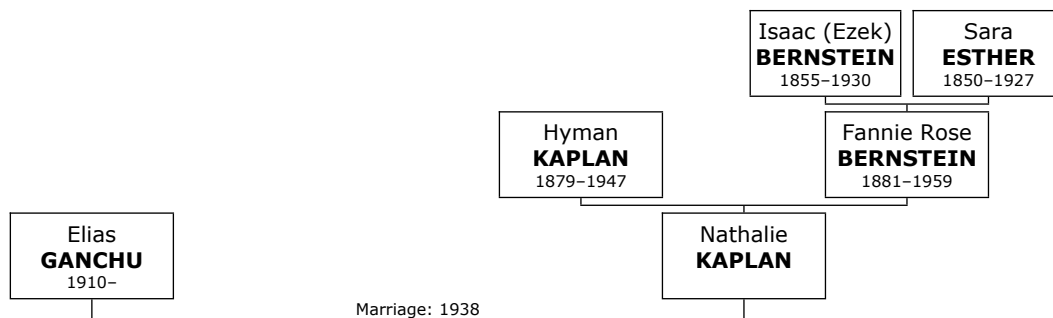 Isaac (Ezek)
BERNSTEIN
1855–1930
Sara
ESTHER
1850–1927
Hyman
KAPLAN
1879–1947
Fannie Rose
BERNSTEIN
1881–1959
Elias
GANCHU
1910–
Nathalie
KAPLAN
Marriage: 1938